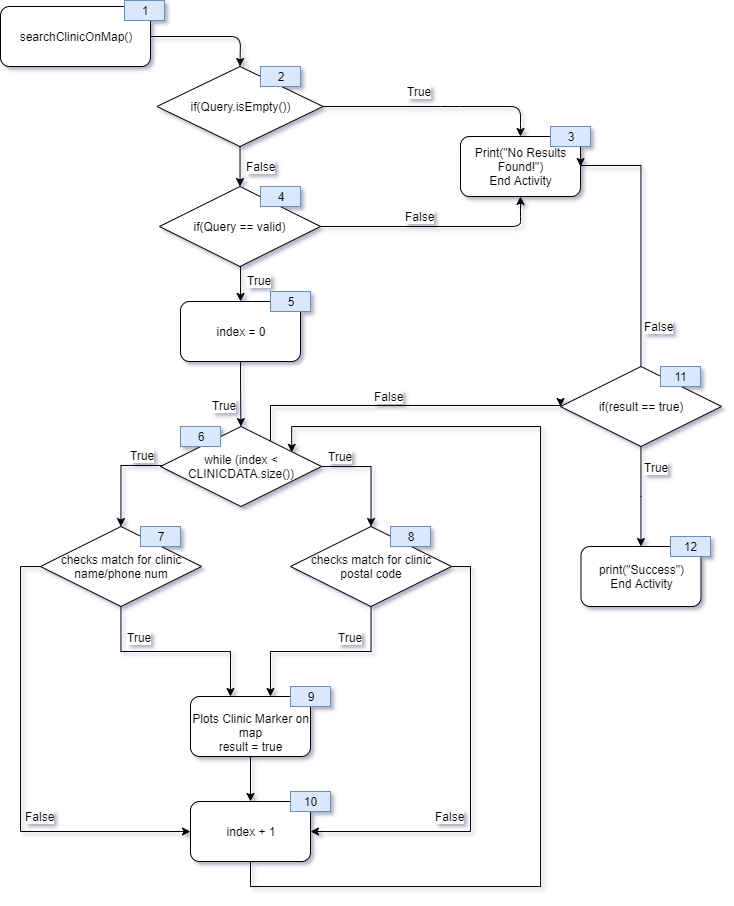 1
searchClinicOnMap()
2
if(Query.isEmpty())
True
3
Print("No Results
Found!")
End Activity
False
4
if(Query == valid)
False
True
5
index = 0
False
11
if(result == true)
False
True
6
while (index <
CLINICDATA.size())
True
True
True
7
checks match for clinic
name/phone num
8
checks match for clinic
postal code
12
print("Success")
End Activity
True
True
9
Plots Clinic Marker on
map
result = true
10
index + 1
False
False